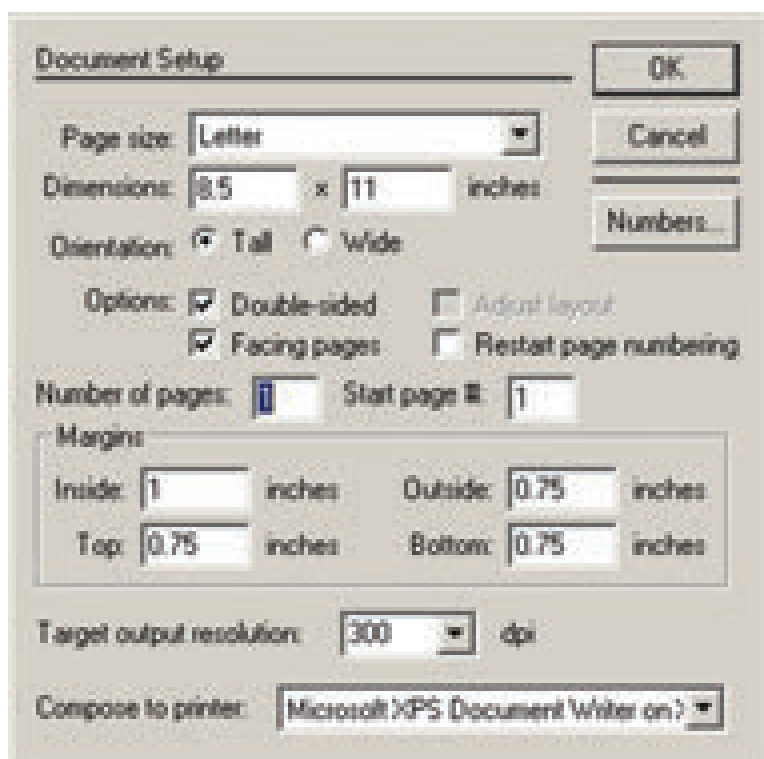 Document Setup
OK
Cancel
Numbers...
Page size: Letter
Dimensions: 8.5 x 11 inches
Orientation: Tall Wide
Options: Double-sided Adjust layout
Facing pages Restart page numbering
Number of pages: 1 Start page #: 1
Margins
Inside: 1 inches Outside: 0.75 inches
Top: 0.75 inches Bottom: 0.75 inches
Target output resolution: 300 dpi
Compose to printer: Microsoft XPS Document Writer on